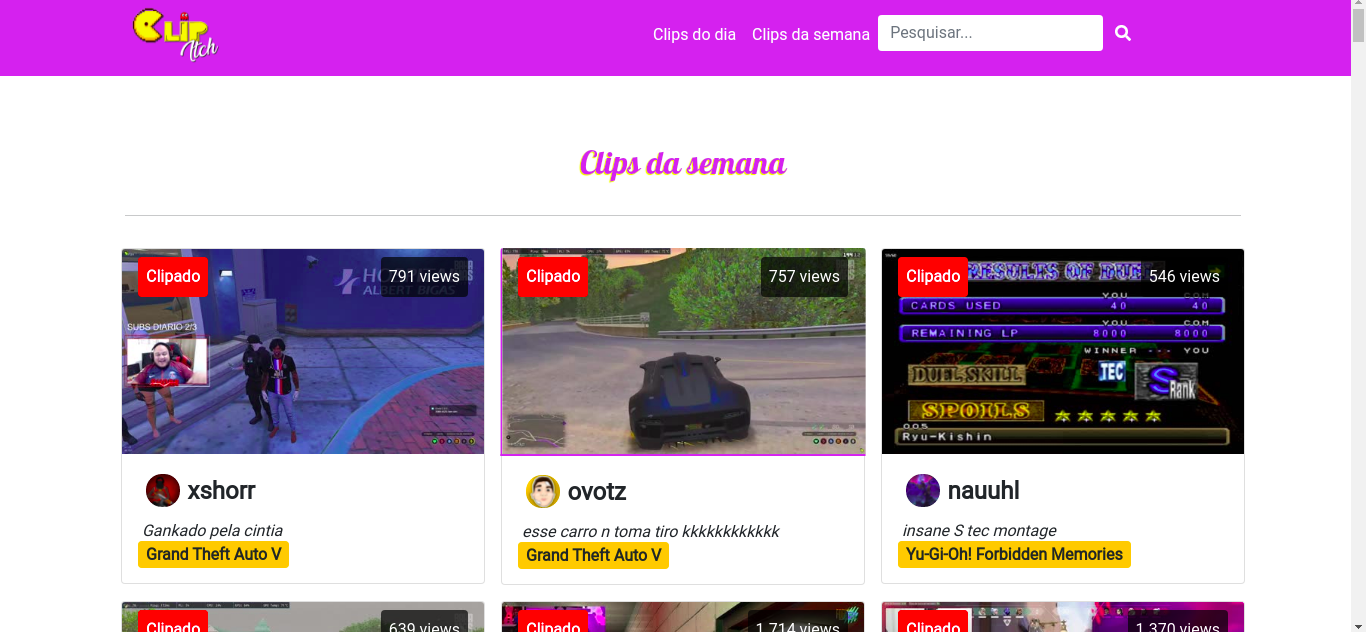 CLIP
Itch
Clips do dia
Clips da semana
Pesquisar...
Clips da semana
Clipado
791 views
SUBS DIARIO 2/3
xshorr
Gankado pela cintia
Grand Theft Auto V
Clipado
757 views
ovotz
esse carro n toma tiro kkkkkkkkkkkk
Grand Theft Auto V
Clipado
546 views
RESULTS OF DUEL
YOU COM
CARDS USED 40 40
YOU COM
REMAINING LP 8000 8000
WINNER --- YOU
DUEL SKILL TEC S Rank
SPOILS
005
Ryu-Kishin
nauuhl
insane S tec montage
Yu-Gi-Oh! Forbidden Memories
Clipado
639 views
Clipado
1.714 views
Clipado
1.370 views